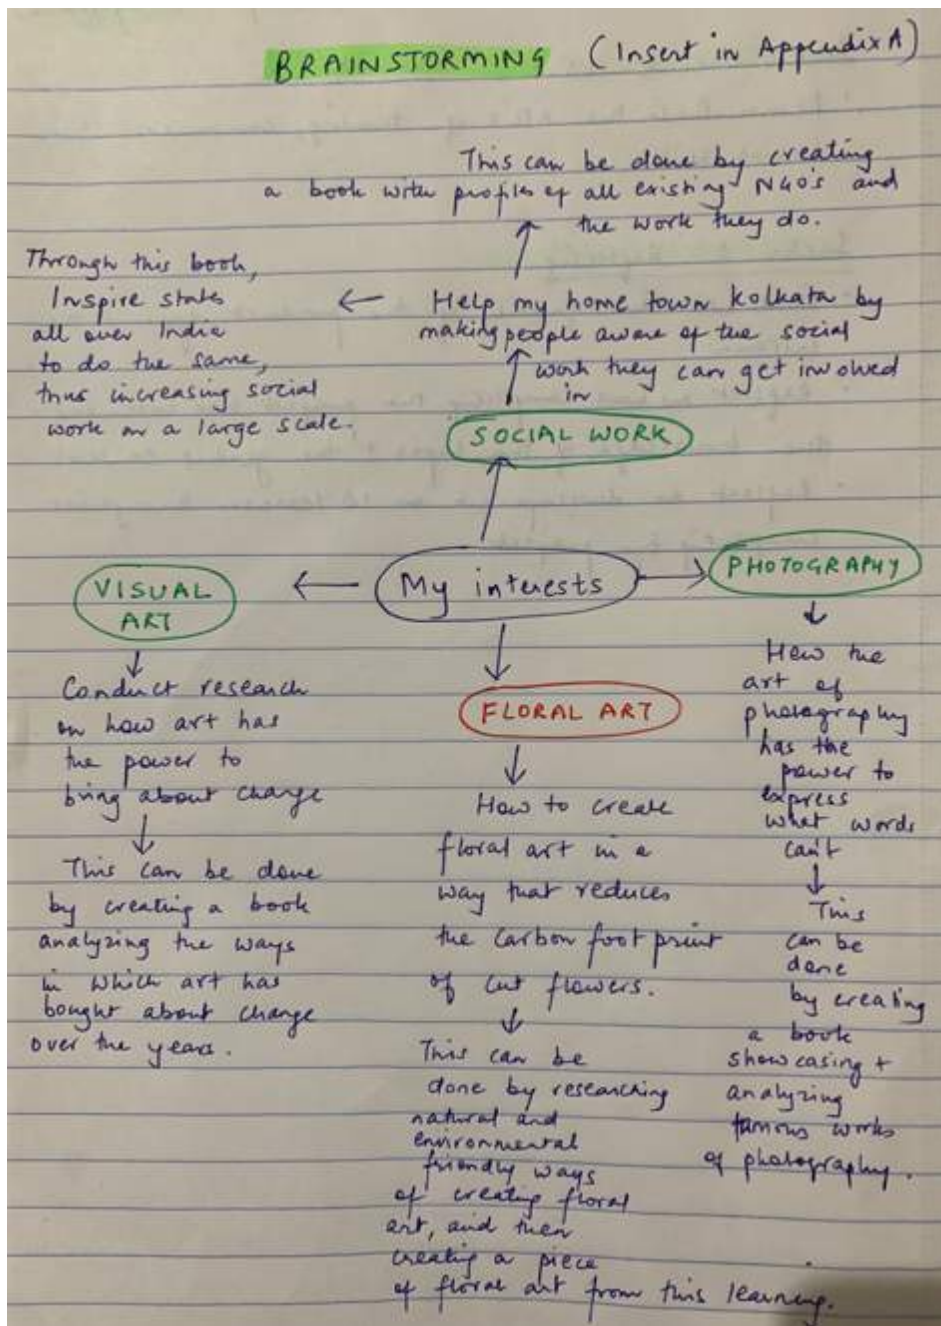 BRAINSTORMING (Insert in Appendix A)
This can be done by creating
a book with profiles of all existing NGO's and
the work they do.
Through this book,
Inspire states
all over India
to do the same,
thus increasing social
work on a large scale.
Help my home town Kolkata by
making people aware of the social
work they can get involved
in
SOCIAL WORK
My interests
VISUAL
ART
Conduct research
on how art has
the power to
bring about change
This can be done
by creating a book
analyzing the ways
in which art has
bought about change
over the years.
FLORAL ART
How to create
floral art in a
way that reduces
the carbon foot print
of cut flowers.
This can be
done by researching
natural and
environmental
friendly ways
of creating floral
art, and then
creating a piece
of floral art from this learning.
PHOTOGRAPHY
How the
art of
photography
has the
power to
express
what words
can't
This
can be
done
by creating
a book
showcasing +
analyzing
famous works
of photography.